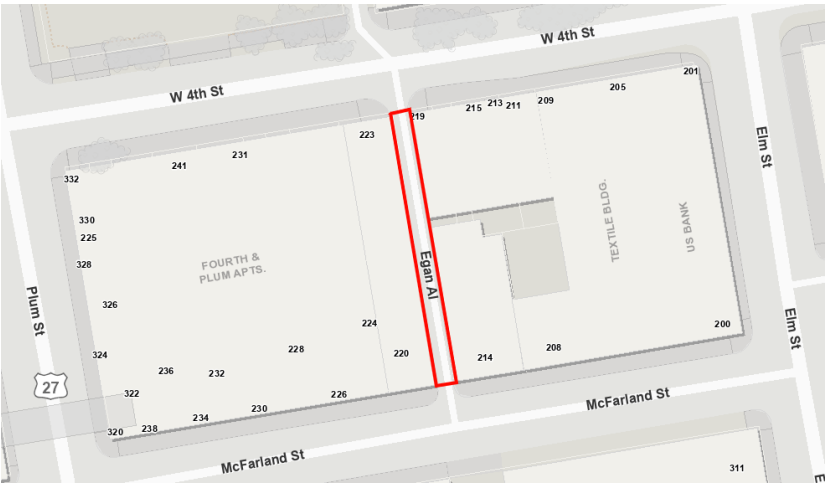 W 4th St
W 4th St
201
205
209
211
213
215
219
223
231
241
332
Elm St
330
225
TEXTILE BLDG.
US BANK
FOURTH &
PLUM APTS.
328
Egan Al
Plum St
326
224
200
Elm St
228
208
220
214
324
236
232
27
322
226
McFarland St
230
234
238
320
McFarland St
311
E